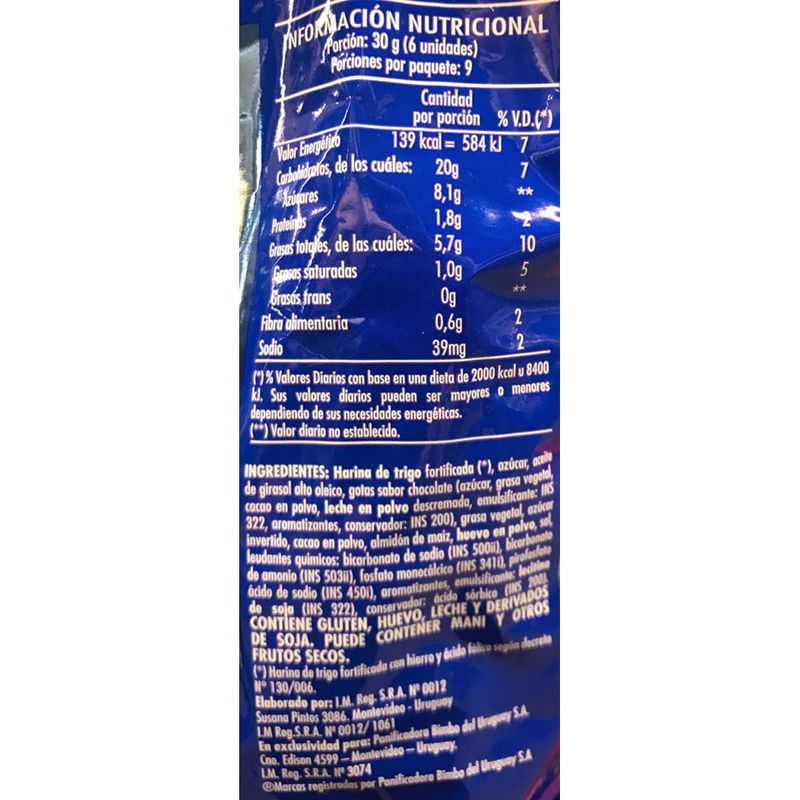 INFORMACIÓN NUTRICIONAL
Porción: 30 g (6 unidades)
Porciones por paquete: 9
Cantidad
por porción % V.D.(*)
Valor Energético 139 kcal = 584 kJ 7
Carbohidratos, de los cuáles: 20g 7
Azúcares 8,1g **
Proteínas 1,8g 2
Grasas totales, de las cuáles: 5,7g 10
Grasas saturadas 1,0g 5
Grasas trans 0g **
Fibra alimentaria 0,6g 2
Sodio 39mg 2
(*) % Valores Diarios con base en una dieta de 2000 kcal u 8400
kJ. Sus valores diarios pueden ser mayores o menores
dependiendo de sus necesidades energéticas.
(**) Valor diario no establecido.
INGREDIENTES: Harina de trigo fortificada (*), azúcar, aceite
de girasol alto oleico, gotas sabor chocolate (azúcar, grasa vegetal,
cacao en polvo, leche en polvo descremada, emulsificante: INS
322, aromatizantes, conservador: INS 200), grasa vegetal, azúcar
invertido, cacao en polvo, almidón de maíz, huevo en polvo, sal,
leudantes químicos: bicarbonato de sodio (INS 500ii), bicarbonato
de amonio (INS 503ii), fosfato monocálcico (INS 341i), pirofosfato
ácido de sodio (INS 450i), aromatizantes, emulsificante: lecitina
de soja (INS 322), conservador: ácido sórbico (INS 200).
CONTIENE GLUTEN, HUEVO, LECHE Y DERIVADOS
DE SOJA. PUEDE CONTENER MANI Y OTROS
FRUTOS SECOS.
(*) Harina de trigo fortificada con hierro y ácido fólico según decreto
N° 130/006.
Elaborado por: I.M. Reg. S.R.A. N° 0012
Susana Pintos 3086. Montevideo - Uruguay
I.M Reg.S.R.A. N° 0012/ 1061
En exclusividad para: Panificadora Bimbo del Uruguay S.A.
Cno. Edison 4599 – Montevideo – Uruguay.
I.M. Reg. S.R.A. N° 3074
®Marcas registradas por Panificadora Bimbo del Uruguay S.A